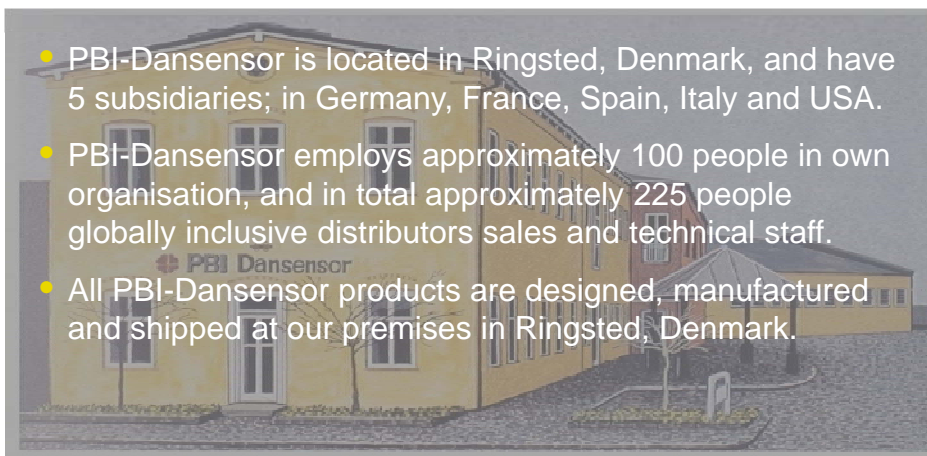 • PBI-Dansensor is located in Ringsted, Denmark, and have
5 subsidiaries; in Germany, France, Spain, Italy and USA.
• PBI-Dansensor employs approximately 100 people in own
organisation, and in total approximately 225 people
globally inclusive distributors sales and technical staff.
PBI Dansensor
• All PBI-Dansensor products are designed, manufactured
and shipped at our premises in Ringsted, Denmark.